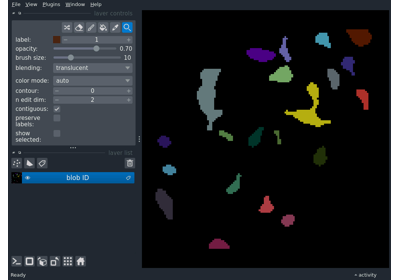 File View Plugins Window Help
layer controls
label: 1
opacity: 0.70
brush size: 10
blending: translucent
color mode: auto
contour: 0
n edit dim: 2
contiguous:
preserve
labels:
show
selected:
layer list
blob ID
Ready activity